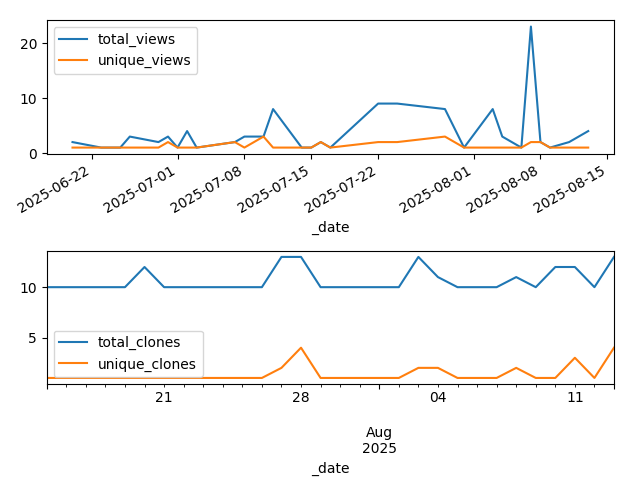 20
10
0
total_views
unique_views
2025-06-22
2025-07-01
2025-07-08
2025-07-15
2025-07-22
2025-08-01
2025-08-08
2025-08-15
_date
10
5
total_clones
unique_clones
21
28
04
11
Aug
2025
_date